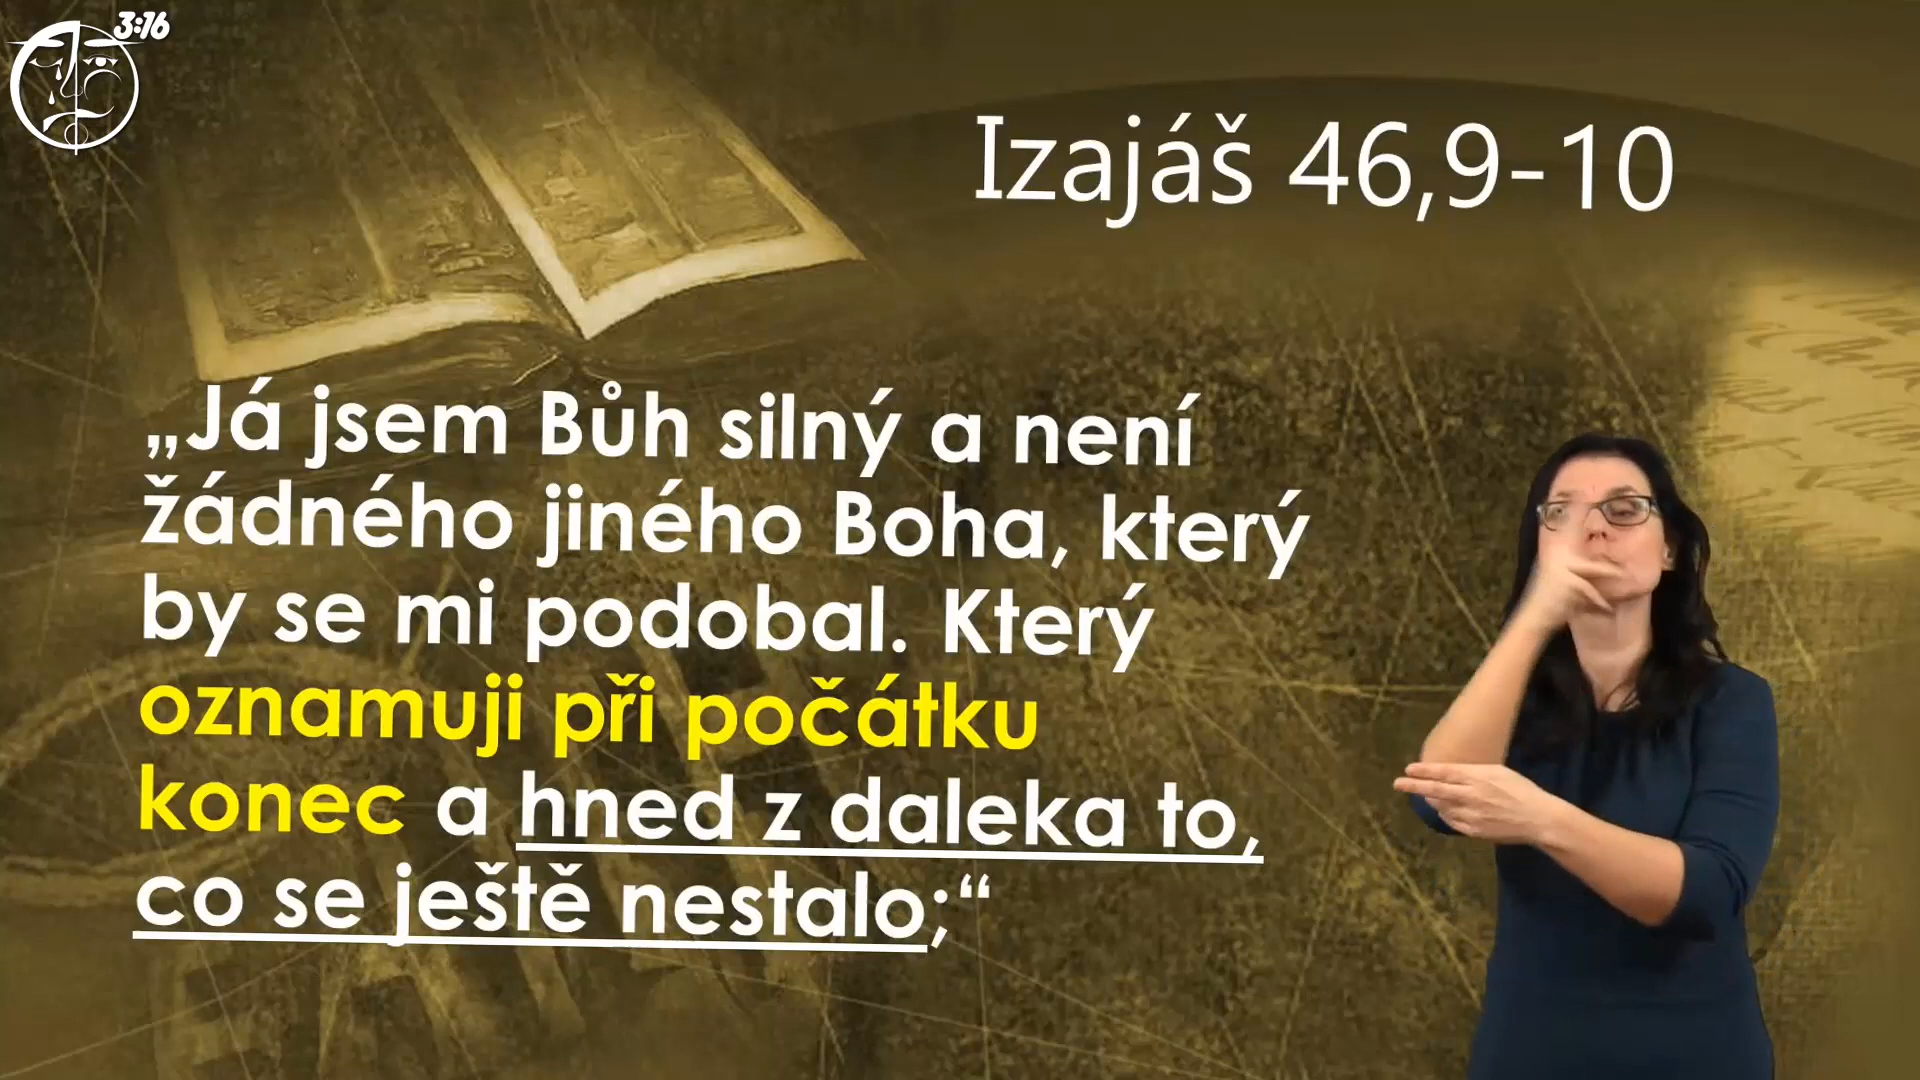 3:16
Izajáš 46,9-10
„Já jsem Bůh silný a není
žádného jiného Boha, který
by se mi podobal. Který
oznamuji při počátku
konec a hned z daleka to,
co se ještě nestalo;“